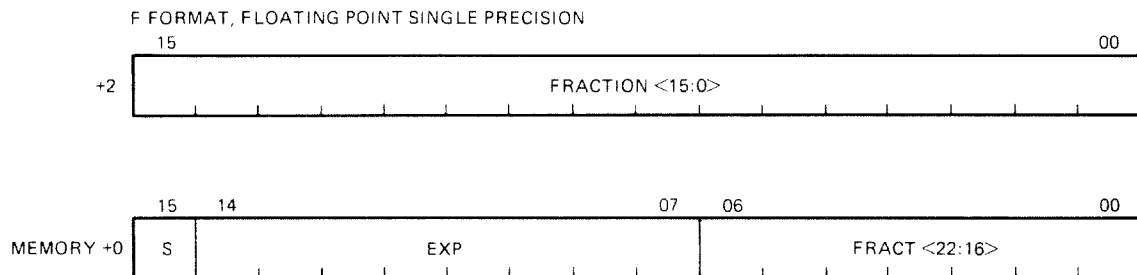 F FORMAT, FLOATING POINT SINGLE PRECISION
15 00
+2 FRACTION <15:0>
15 14 07 06 00
MEMORY +0 S EXP FRACT <22:16>